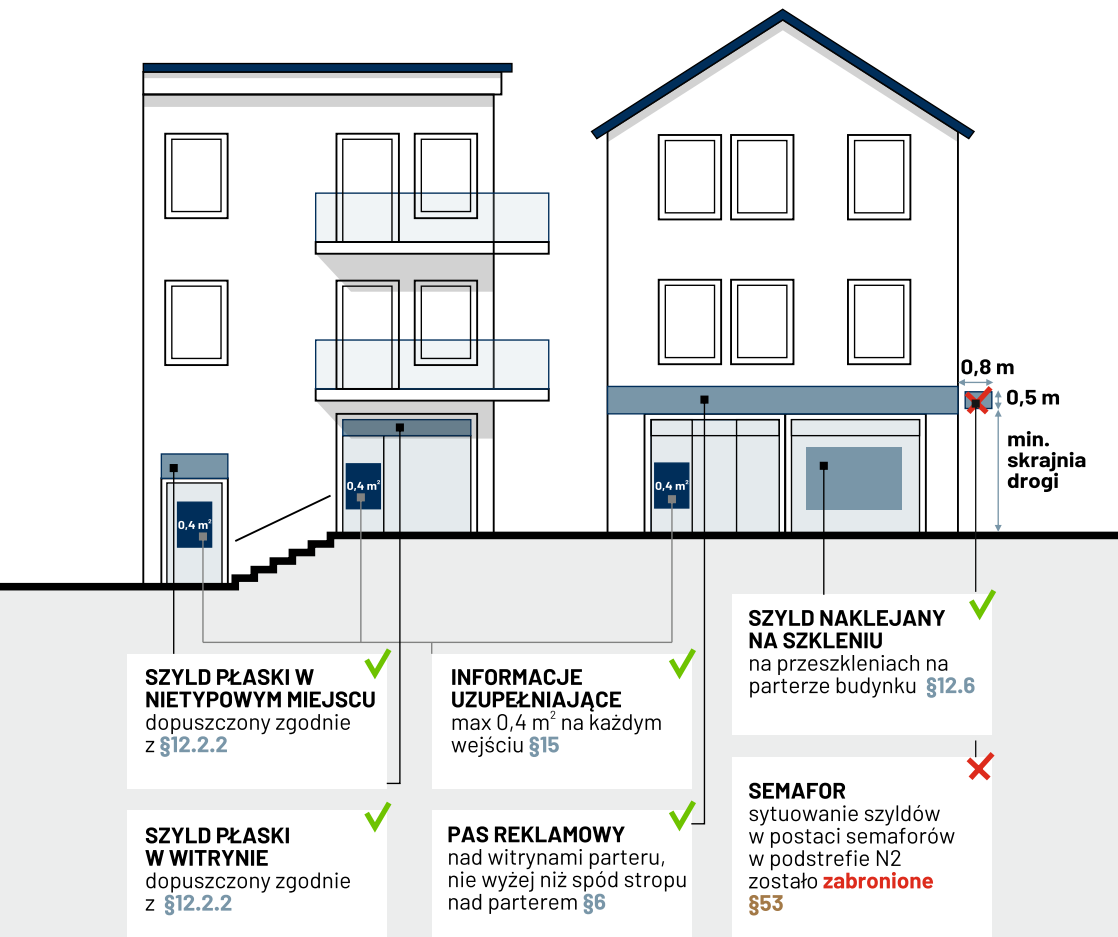 0,8 m
0,5 m
min.
skrajnia
drogi
0,4 m²
0,4 m²
0,4 m²
SZYLD PŁASKI W
NIETYPOWYM MIEJSCU
dopuszczony zgodnie
z §12.2.2
SZYLD PŁASKI
W WITRYNIE
dopuszczony zgodnie
z §12.2.2
INFORMACJE
UZUPEŁNIAJĄCE
max 0,4 m² na każdym
wejściu §15
PAS REKLAMOWY
nad witrynami parteru,
nie wyżej niż spód stropu
nad parterem §6
SZYLD NAKLEJANY
NA SZKLENIU
na przeszkleniach na
parterze budynku §12.6
SEMAFOR
sytuowanie szyldów
w postaci semaforów
w podstrefie N2
zostało zabronione
§53